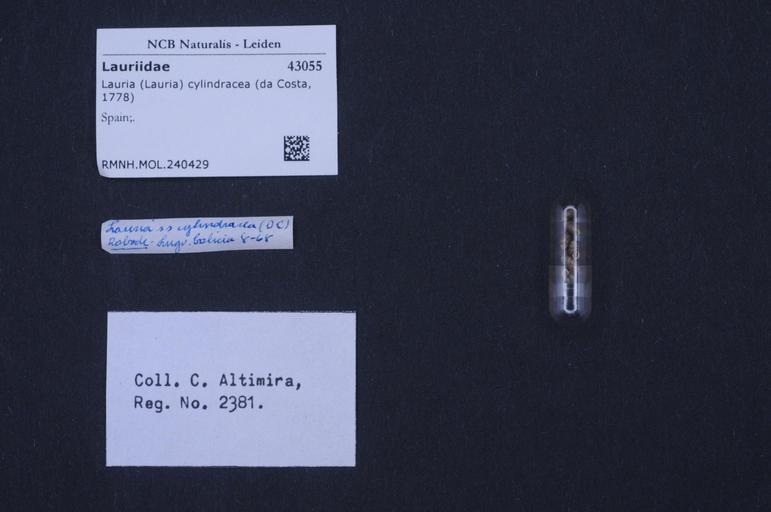 NCB Naturalis - Leiden
Lauriidae 43055
Lauria (Lauria) cylindracea (da Costa,
1778)
Spain;.
RMNH.MOL.240429
Lauria ss cylindracea (DC)
Lugo. Galicia 8-68
Coll. C. Altimira,
Reg. No. 2381.